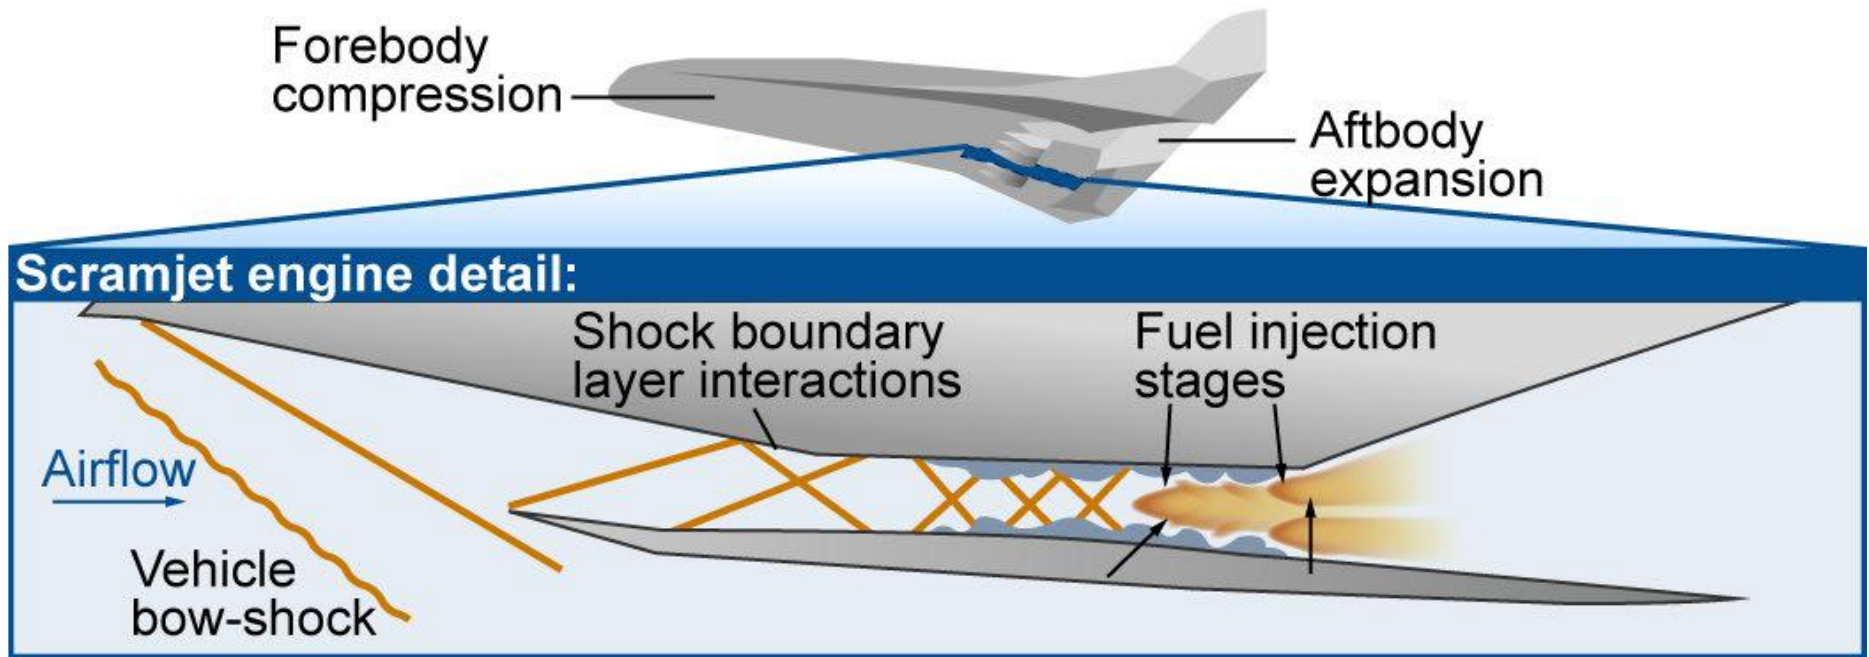 Forebody
compression
Aftbody
expansion
Scramjet engine detail:
Shock boundary
layer interactions
Fuel injection
stages
Airflow
Vehicle
bow-shock